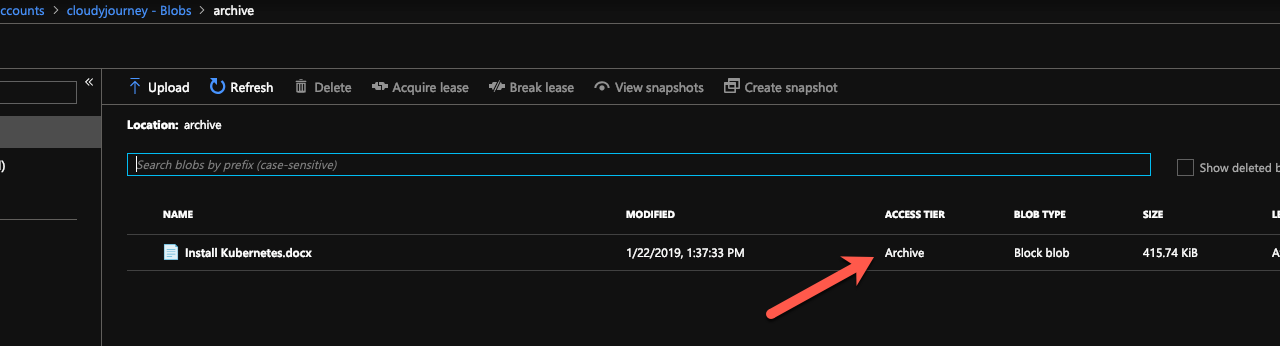 ccounts > cloudyjourney - Blobs > archive
« Upload Refresh Delete Acquire lease Break lease View snapshots Create snapshot
Location: archive
Search blobs by prefix (case-sensitive) Show deleted b
NAME MODIFIED ACCESS TIER BLOB TYPE SIZE LE
Install Kubernetes.docx 1/22/2019, 1:37:33 PM Archive Block blob 415.74 KiB A